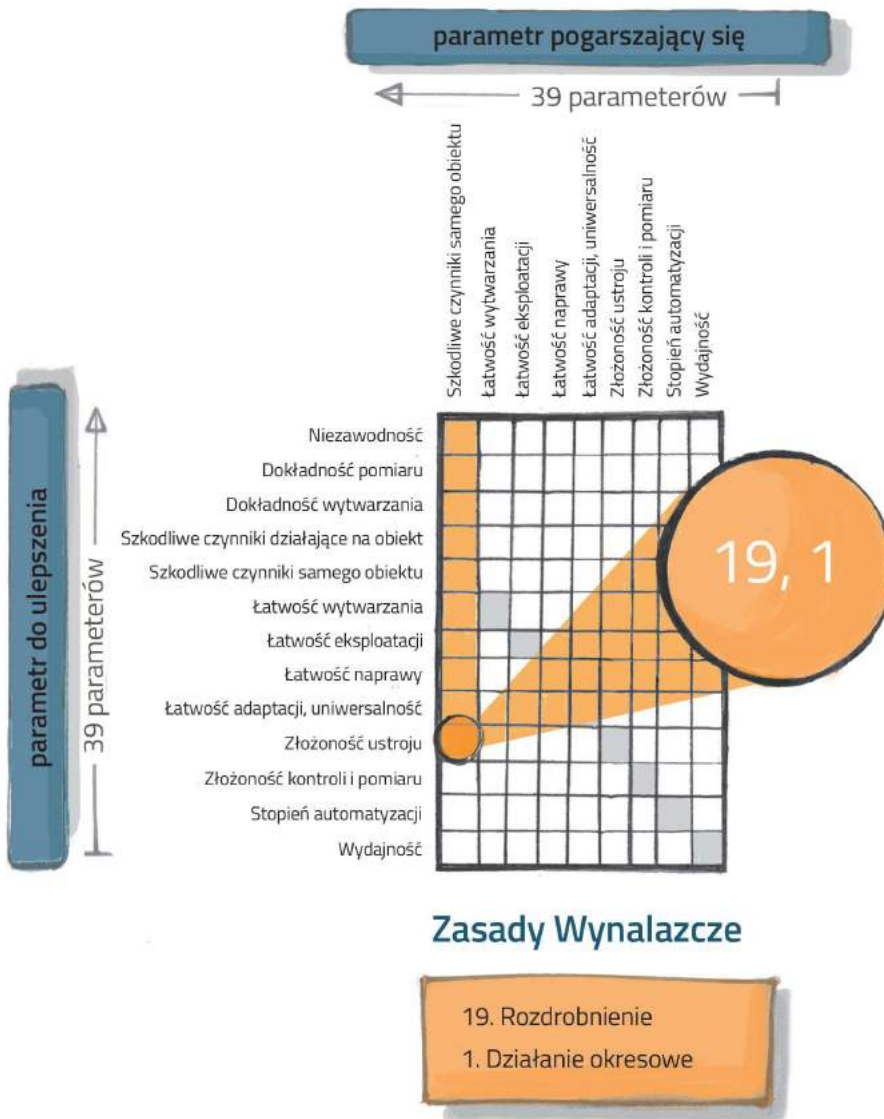 parametr pogarszający się
39 parameterów
Szkodliwe czynniki samego obiektu
Łatwość wytwarzania
Łatwość eksploatacji
Łatwość naprawy
Łatwość adaptacji, uniwersalność
Złożoność ustroju
Złożoność kontroli i pomiaru
Stopień automatyzacji
Wydajność
parametr do ulepszenia
39 parameterów
Niezawodność
Dokładność pomiaru
Dokładność wytwarzania
Szkodliwe czynniki działające na obiekt
Szkodliwe czynniki samego obiektu
Łatwość wytwarzania
Łatwość eksploatacji
Łatwość naprawy
Łatwość adaptacji, uniwersalność
Złożoność ustroju
Złożoność kontroli i pomiaru
Stopień automatyzacji
Wydajność
19, 1
Zasady Wynalazcze
19. Rozdrobnienie
1. Działanie okresowe